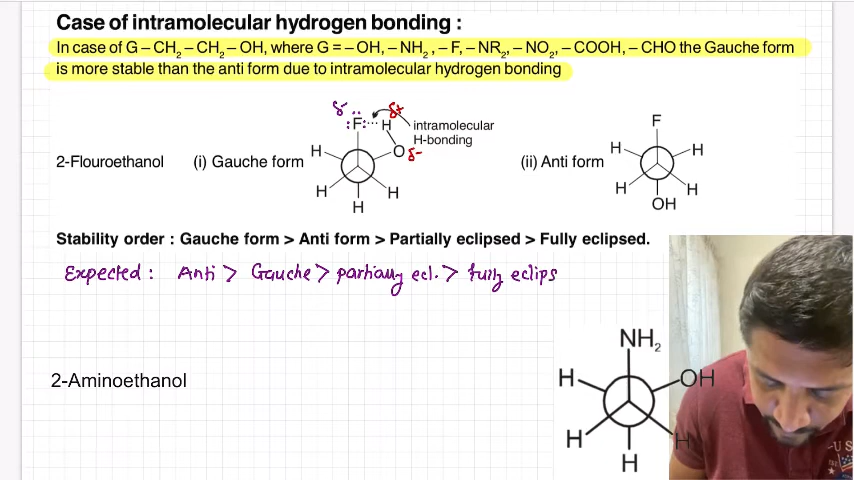 Case of intramolecular hydrogen bonding :
In case of G – CH2 – CH2 – OH, where G = – OH, – NH2 , – F, – NR2, – NO2, – COOH, – CHO the Gauche form
is more stable than the anti form due to intramolecular hydrogen bonding
δ- δ+
:F: H
intramolecular
H-bonding
2-Flouroethanol (i) Gauche form
H
O δ-
H
H
H
(ii) Anti form
F
H
H
H
H
OH
Stability order : Gauche form > Anti form > Partially eclipsed > Fully eclipsed.
Expected : Anti > Gauche > partially ecl. > fully eclips
2-Aminoethanol
NH2
H
OH
H
H
H
U S